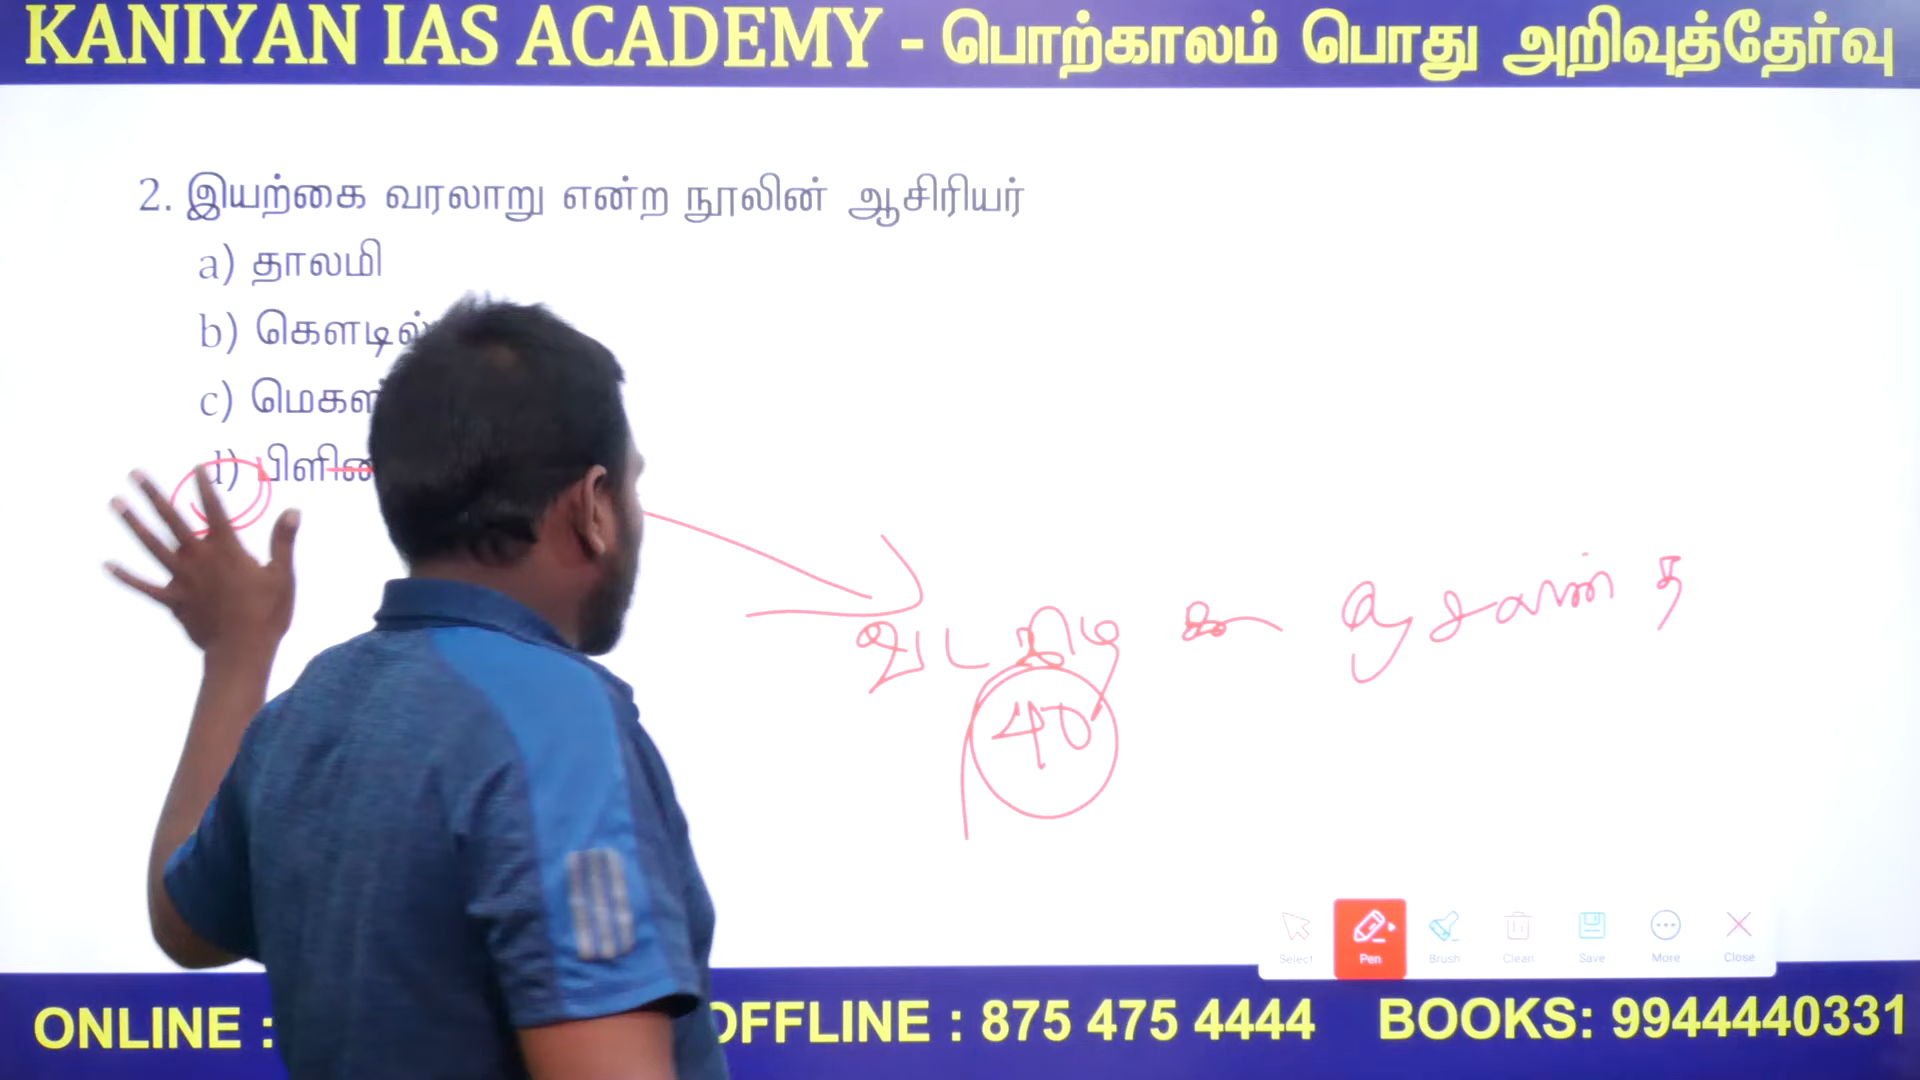 KANIYAN IAS ACADEMY - பொற்காலம் பொது அறிவுத்தேர்வு
2. இயற்கை வரலாறு என்ற நூலின் ஆசிரியர்
a) தாலமி
b) கௌடில்
c) மெகஸ்
d) பிளினி
வடகிழ
40
Select
Pen
Brush
Clean
Save
More
Close
ONLINE : OFFLINE : 875 475 4444 BOOKS: 9944440331